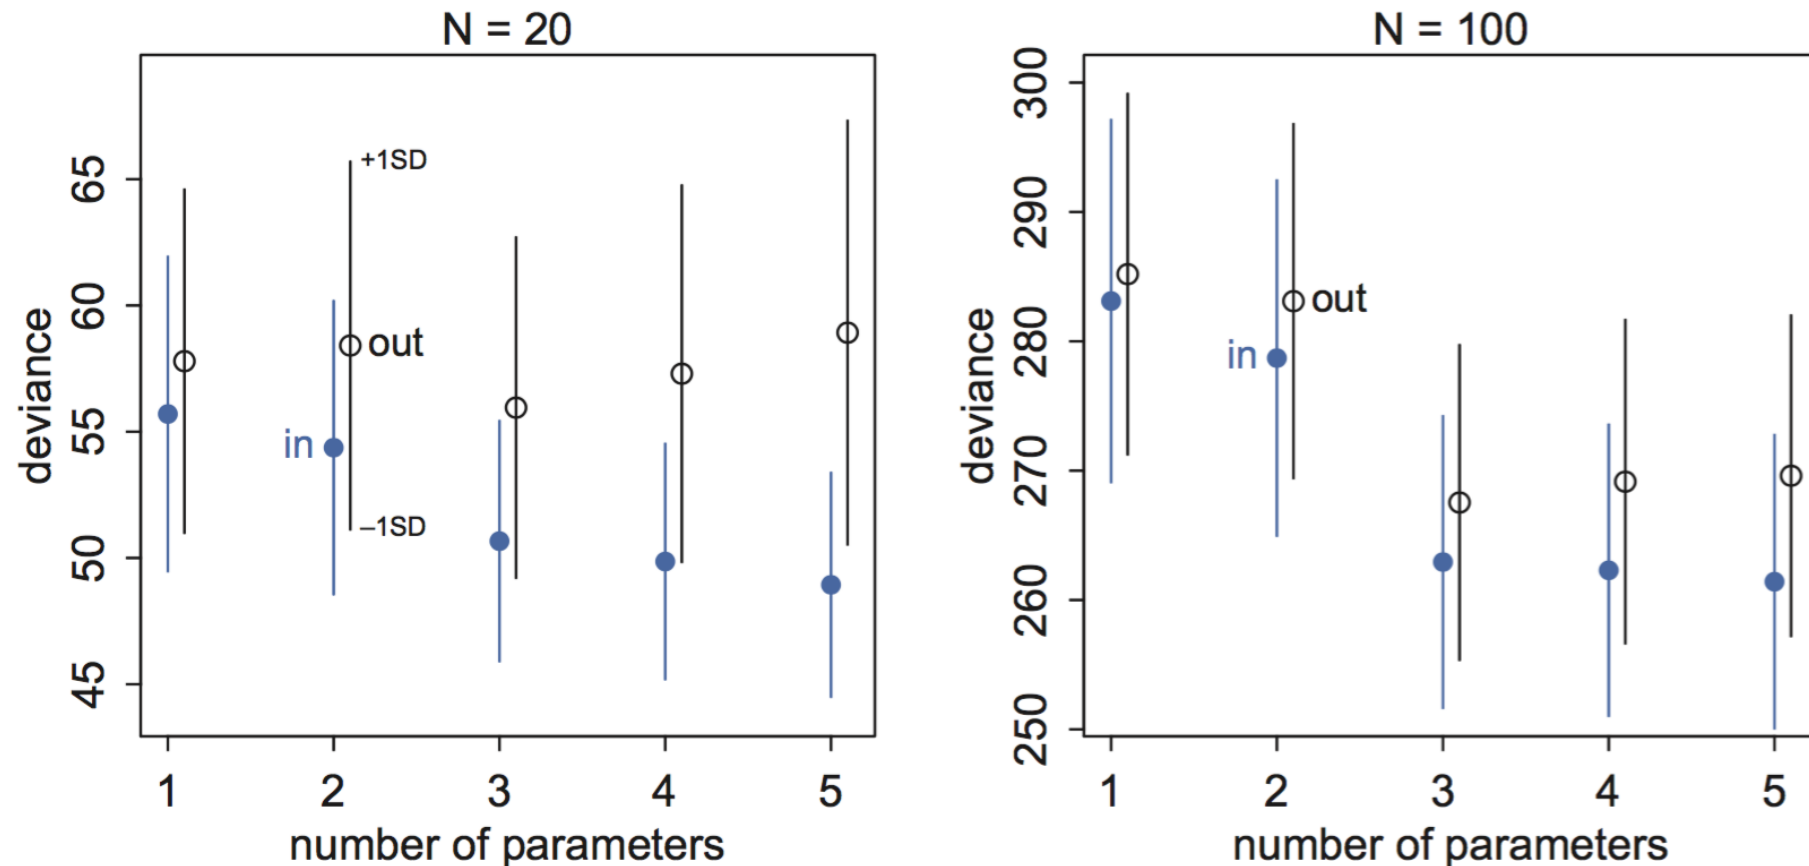 N = 20
deviance
65
60
55
50
45
+1SD
out
in
–1SD
1 2 3 4 5
number of parameters
N = 100
deviance
300
290
280
270
260
250
out
in
1 2 3 4 5
number of parameters